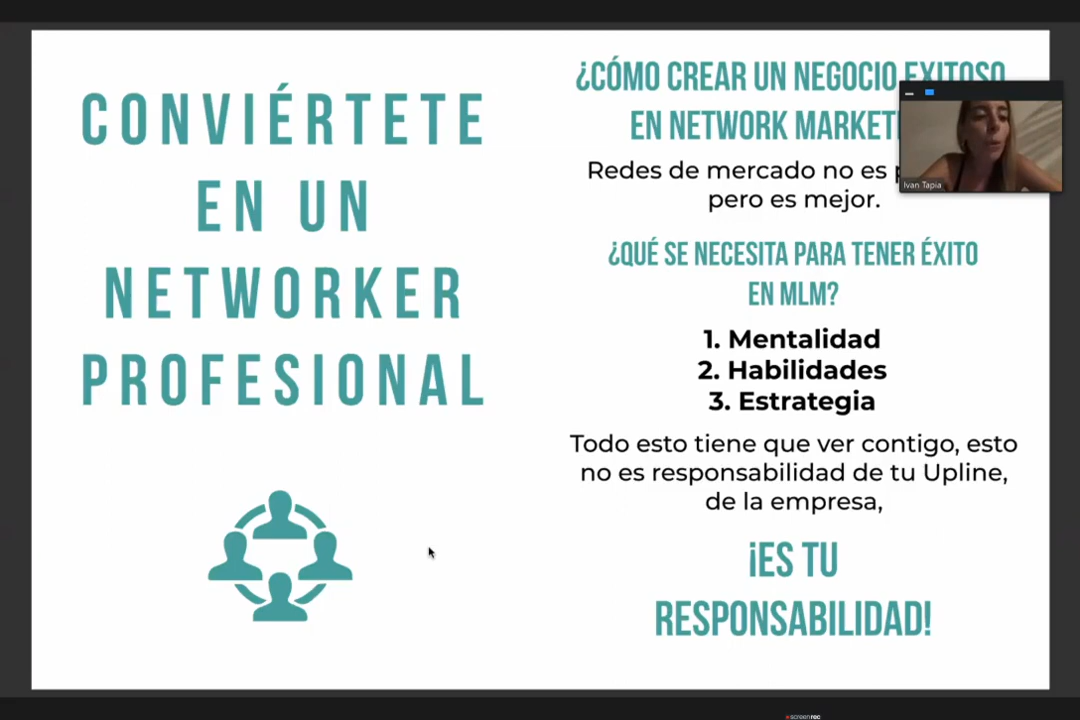 CONVIÉRTETE
EN UN
NETWORKER
PROFESIONAL
¿CÓMO CREAR UN NEGOCIO EXITOSO
EN NETWORK
Redes de mercado no es
pero es mejor.
¿QUÉ SE NECESITA PARA TENER ÉXITO
EN MLM?
1. Mentalidad
2. Habilidades
3. Estrategia
Todo esto tiene que ver contigo, esto
no es responsabilidad de tu Upline,
de la empresa,
¡ES TU
RESPONSABILIDAD!
Ivan Tapia
screenrec